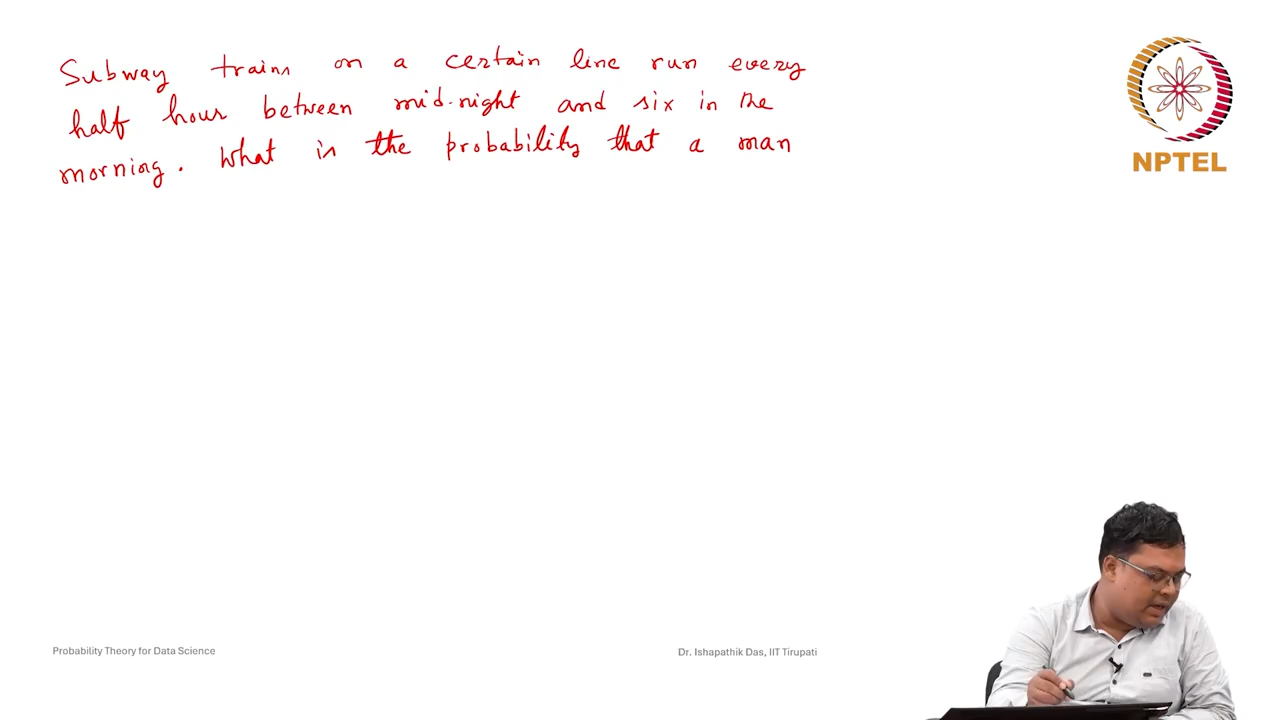 Subway trains on a certain line run every
half hour between mid-night and six in the
morning. What is the probability that a man
NPTEL
Probability Theory for Data Science
Dr. Ishapathik Das, IIT Tirupati